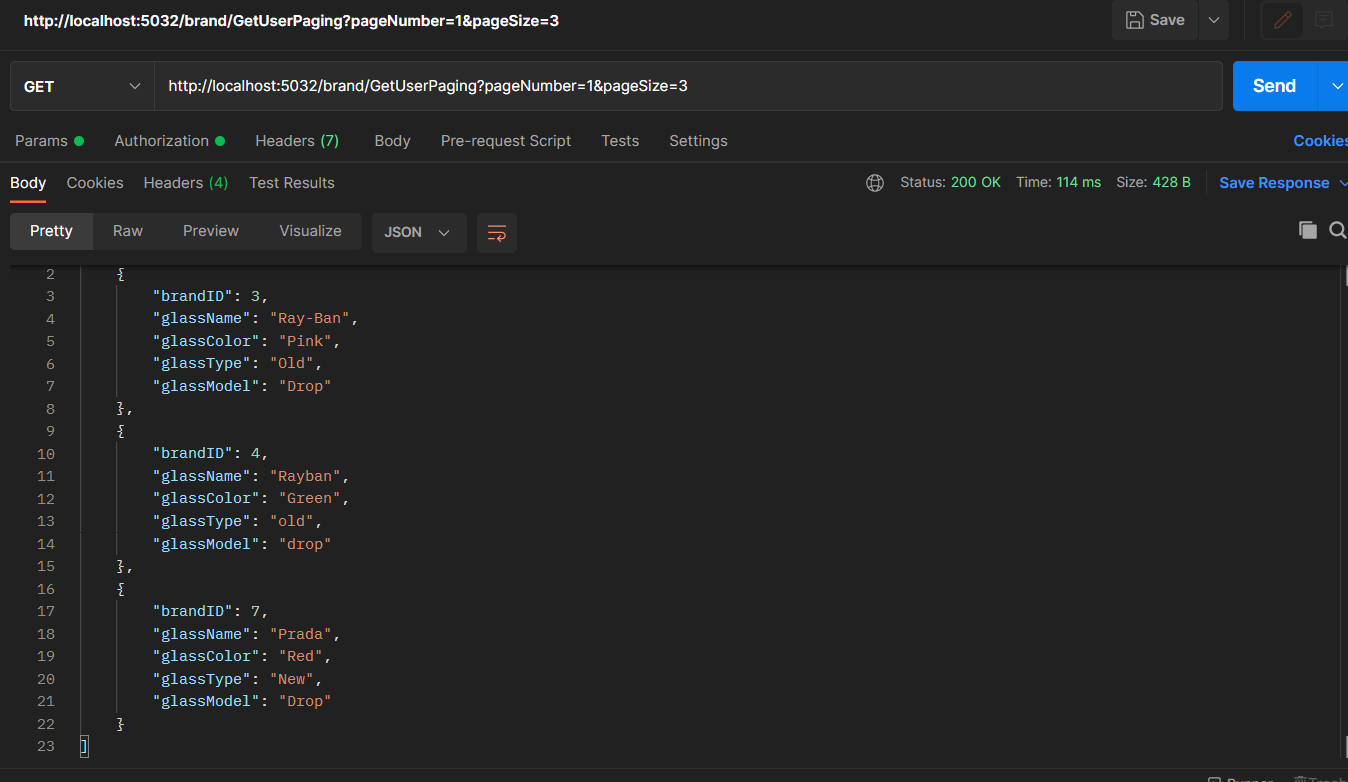 http://localhost:5032/brand/GetUserPaging?pageNumber=1&pageSize=3
Save
GET
http://localhost:5032/brand/GetUserPaging?pageNumber=1&pageSize=3
Send
Params
Authorization
Headers (7)
Body
Pre-request Script
Tests
Settings
Cookies
Body
Cookies
Headers (4)
Test Results
Status: 200 OK
Time: 114 ms
Size: 428 B
Save Response
Pretty
Raw
Preview
Visualize
JSON
2 {
3 "brandID": 3,
4 "glassName": "Ray-Ban",
5 "glassColor": "Pink",
6 "glassType": "Old",
7 "glassModel": "Drop"
8 },
9 {
10 "brandID": 4,
11 "glassName": "Rayban",
12 "glassColor": "Green",
13 "glassType": "old",
14 "glassModel": "drop"
15 },
16 {
17 "brandID": 7,
18 "glassName": "Prada",
19 "glassColor": "Red",
20 "glassType": "New",
21 "glassModel": "Drop"
22 }
23 ]